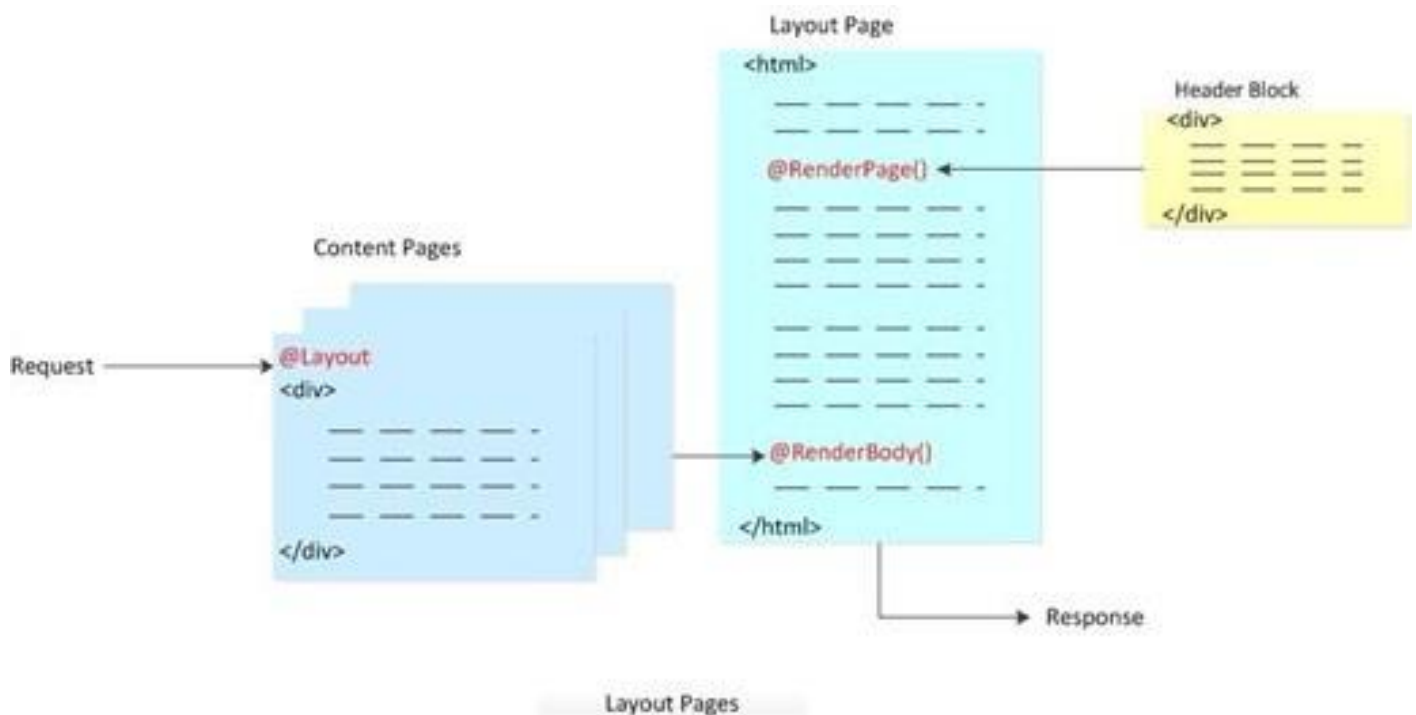 Layout Page
<html>
@RenderPage()
Header Block
<div>
</div>
Content Pages
Request
@Layout
<div>
</div>
@RenderBody()
</html>
Response
Layout Pages